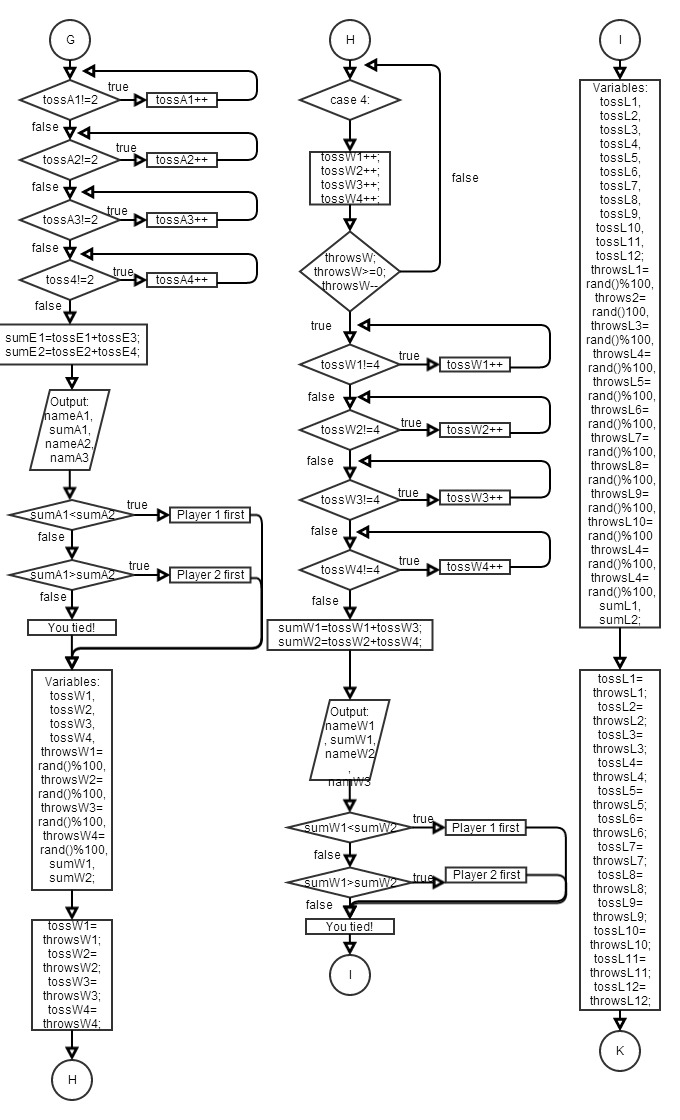 G
tossA1!=2
true
tossA1++
false
tossA2!=2
true
tossA2++
false
tossA3!=2
true
tossA3++
false
toss4!=2
true
tossA4++
false
sumE1=tossE1+tossE3;
sumE2=tossE2+tossE4;
Output:
nameA1,
sumA1,
nameA2,
namA3
sumA1<sumA2
true
Player 1 first
false
sumA1>sumA2
true
Player 2 first
false
You tied!
Variables:
tossW1,
tossW2,
tossW3,
tossW4,
throwsW1=
rand()%100,
throwsW2=
rand()%100,
throwsW3=
rand()%100,
throwsW4=
rand()%100,
sumW1,
sumW2;
tossW1=
throwsW1;
tossW2=
throwsW2;
tossW3=
throwsW3;
tossW4=
throwsW4;
H
H
case 4:
tossW1++;
tossW2++;
tossW3++;
tossW4++;
false
throwsW;
throwsW>=0;
throwsW--
true
tossW1!=4
true
tossW1++
false
tossW2!=4
true
tossW2++
false
tossW3!=4
true
tossW3++
false
tossW4!=4
true
tossW4++
false
sumW1=tossW1+tossW3;
sumW2=tossW2+tossW4;
Output:
nameW1
, sumW1,
nameW2
,
namW3
sumW1<sumW2
true
Player 1 first
false
sumW1>sumW2
true
Player 2 first
false
You tied!
I
I
Variables:
tossL1,
tossL2,
tossL3,
tossL4,
tossL5,
tossL6,
tossL7,
tossL8,
tossL9,
tossL10,
tossL11,
tossL12;
throwsL1=
rand()%100,
throws2=
rand()100,
throwsL3=
rand()%100,
throwsL4=
rand()%100,
throwsL5=
rand()%100,
throwsL6=
rand()%100,
throwsL7=
rand()%100,
throwsL8=
rand()%100,
throwsL9=
rand()%100,
throwsL10=
rand()%100
throwsL4=
rand()%100,
throwsL4=
rand()%100,
sumL1,
sumL2;
tossL1=
throwsL1;
tossL2=
throwsL2;
tossL3=
throwsL3;
tossL4=
throwsL4;
tossL5=
throwsL5;
tossL6=
throwsL6;
tossL7=
throwsL7;
tossL8=
throwsL8;
tossL9=
throwsL9;
tossL10=
throwsL10;
tossL11=
throwsL11;
tossL12=
throwsL12;
K